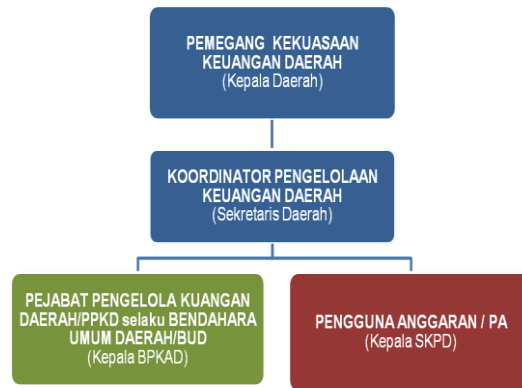 PEMEGANG KEKUASAAN
KEUANGAN DAERAH
(Kepala Daerah)
KOORDINATOR PENGELOLAAN
KEUANGAN DAERAH
(Sekretaris Daerah)
PEJABAT PENGELOLA KUANGAN
DAERAH/PPKD selaku BENDAHARA
UMUM DAERAH/BUD
(Kepala BPKAD)
PENGGUNA ANGGARAN / PA
(Kepala SKPD)